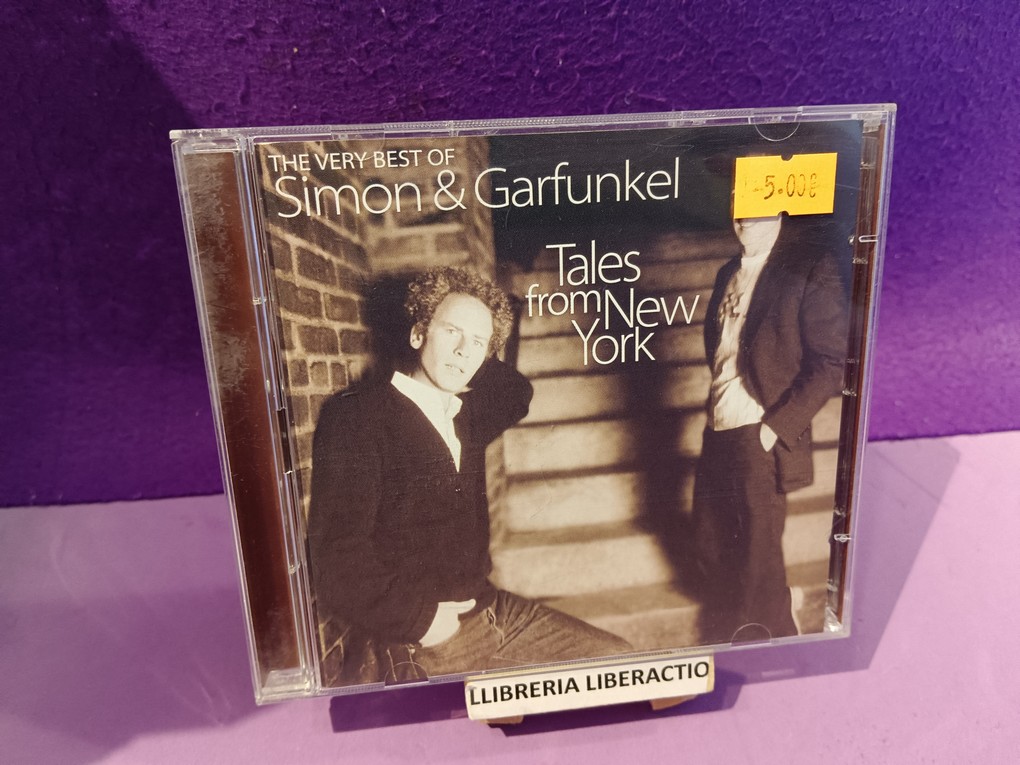 THE VERY BEST OF
Simon & Garfunkel
5.00€
Tales
from New
York
LLIBRERIA LIBERACTIO